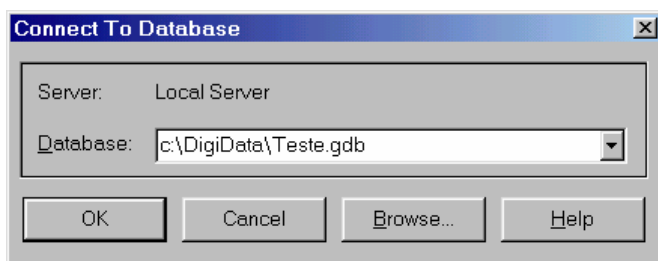 Connect To Database
Server: Local Server
Database: c:\DigiData\Teste.gdb
OK Cancel Browse... Help